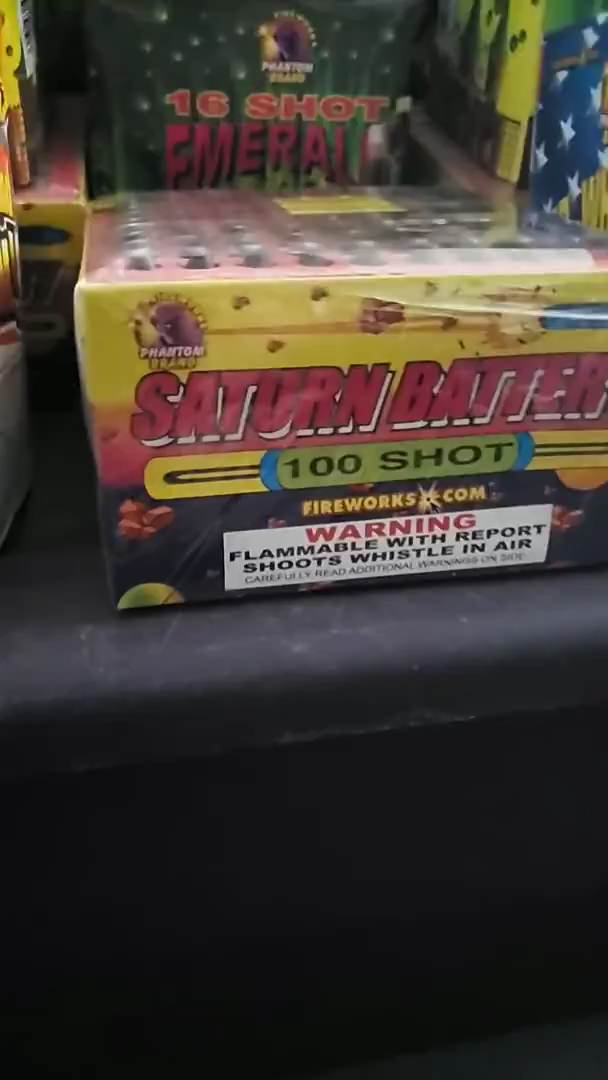 PHANTOM
BRAND
16 SHOT
EMERAL
PHANTOM
BRAND
SATURN BATTER
100 SHOT
FIREWORKS COM
WARNING
FLAMMABLE WITH REPORT
SHOOTS WHISTLE IN AIR
CAREFULLY READ ADDITIONAL WARNINGS ON SIDE